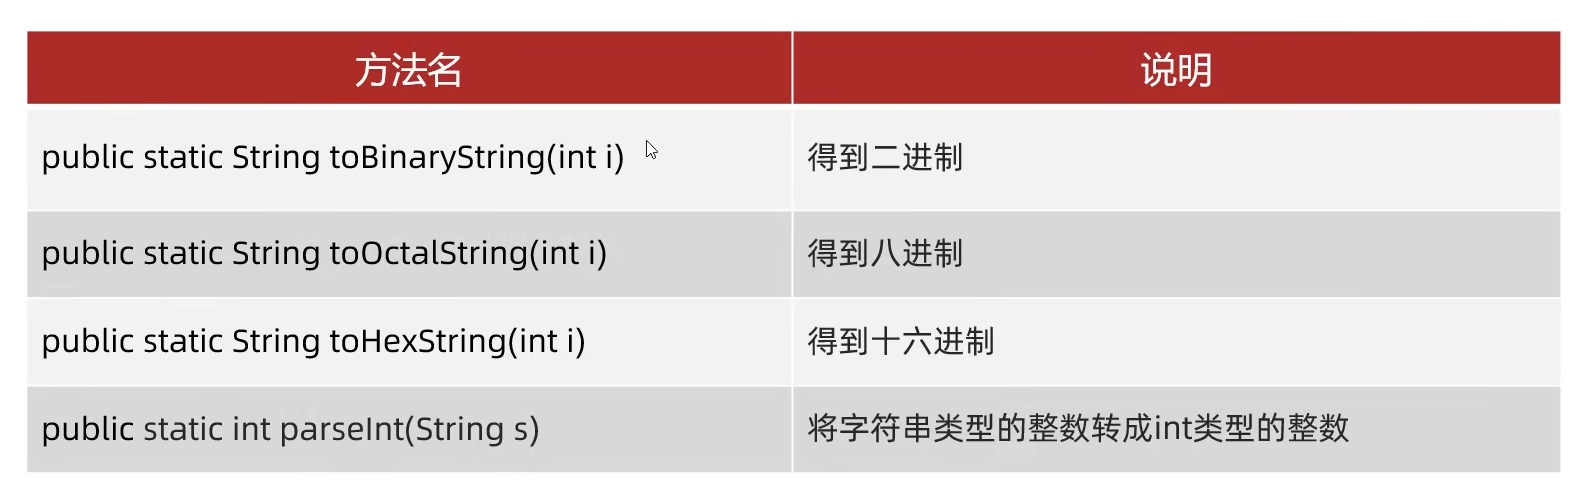 方法名
说明
public static String toBinaryString(int i)
得到二进制
public static String toOctalString(int i)
得到八进制
public static String toHexString(int i)
得到十六进制
public static int parseInt(String s)
将字符串类型的整数转成int类型的整数